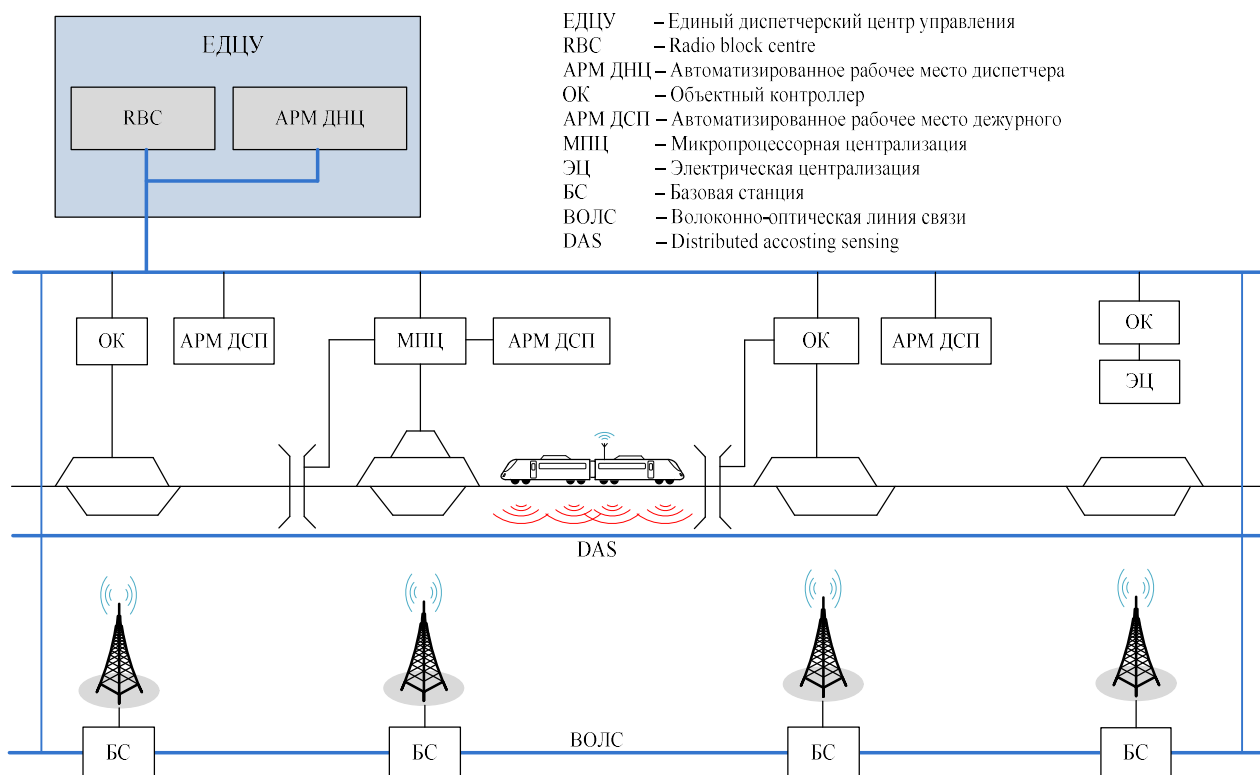 ЕДЦУ
RBC
АРМ ДНЦ
ЕДЦУ – Единый диспетчерский центр управления
RBC – Radio block centre
АРМ ДНЦ – Автоматизированное рабочее место диспетчера
ОК – Объектный контроллер
АРМ ДСП – Автоматизированное рабочее место дежурного
МПЦ – Микропроцессорная централизация
ЭЦ – Электрическая централизация
БС – Базовая станция
ВОЛС – Волоконно-оптическая линия связи
DAS – Distributed accosting sensing
ОК
АРМ ДСП
МПЦ
АРМ ДСП
ОК
АРМ ДСП
ОК
ЭЦ
DAS
БС
БС
ВОЛС
БС
БС